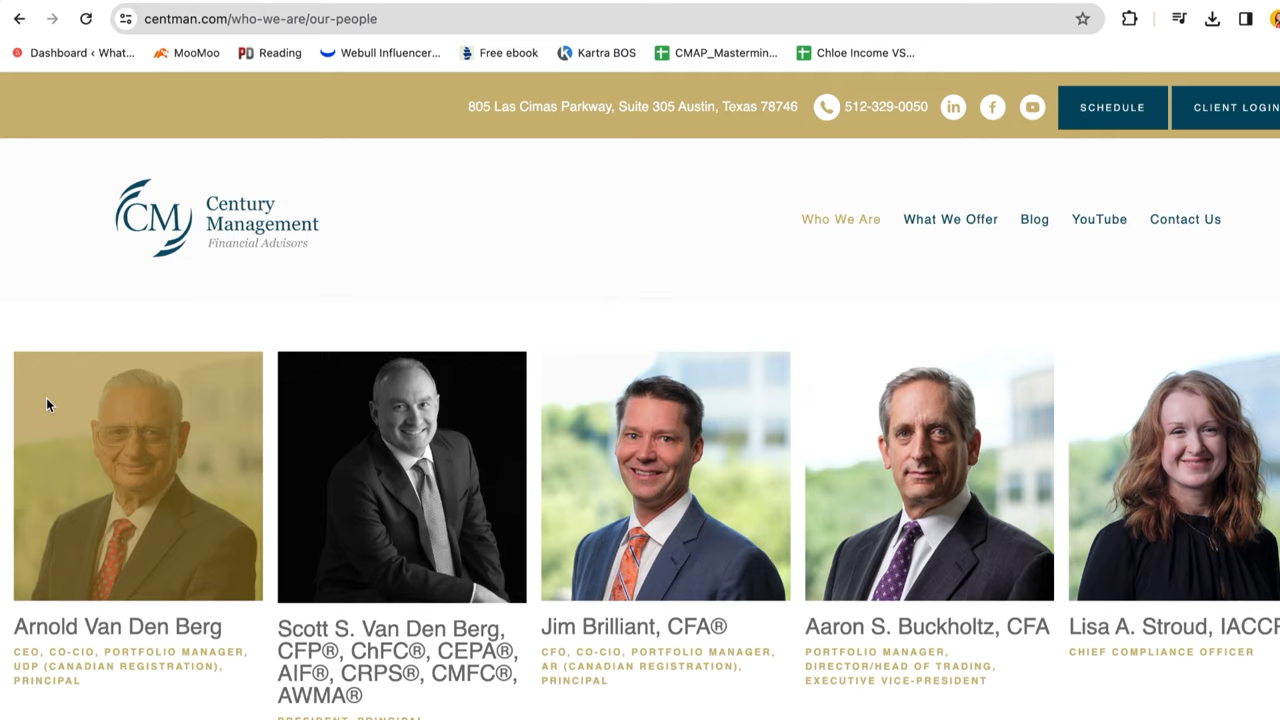 centman.com/who-we-are/our-people
Dashboard ‹ What... MooMoo Reading Webull Influencer... Free ebook Kartra BOS CMAP_Mastermin... Chloe Income VS...
805 Las Cimas Parkway, Suite 305 Austin, Texas 78746 512-329-0050 SCHEDULE CLIENT LOGIN
CM Century
Management
Financial Advisors
Who We Are What We Offer Blog YouTube Contact Us
Arnold Van Den Berg
CEO, CO-CIO, PORTFOLIO MANAGER,
UDP (CANADIAN REGISTRATION),
PRINCIPAL
Scott S. Van Den Berg,
CFP®, ChFC®, CEPA®,
AIF®, CRPS®, CMFC®,
AWMA®
PRESIDENT, PRINCIPAL
Jim Brilliant, CFA®
CFO, CO-CIO, PORTFOLIO MANAGER,
AR (CANADIAN REGISTRATION),
PRINCIPAL
Aaron S. Buckholtz, CFA
PORTFOLIO MANAGER,
DIRECTOR/HEAD OF TRADING,
EXECUTIVE VICE-PRESIDENT
Lisa A. Stroud, IACCP
CHIEF COMPLIANCE OFFICER